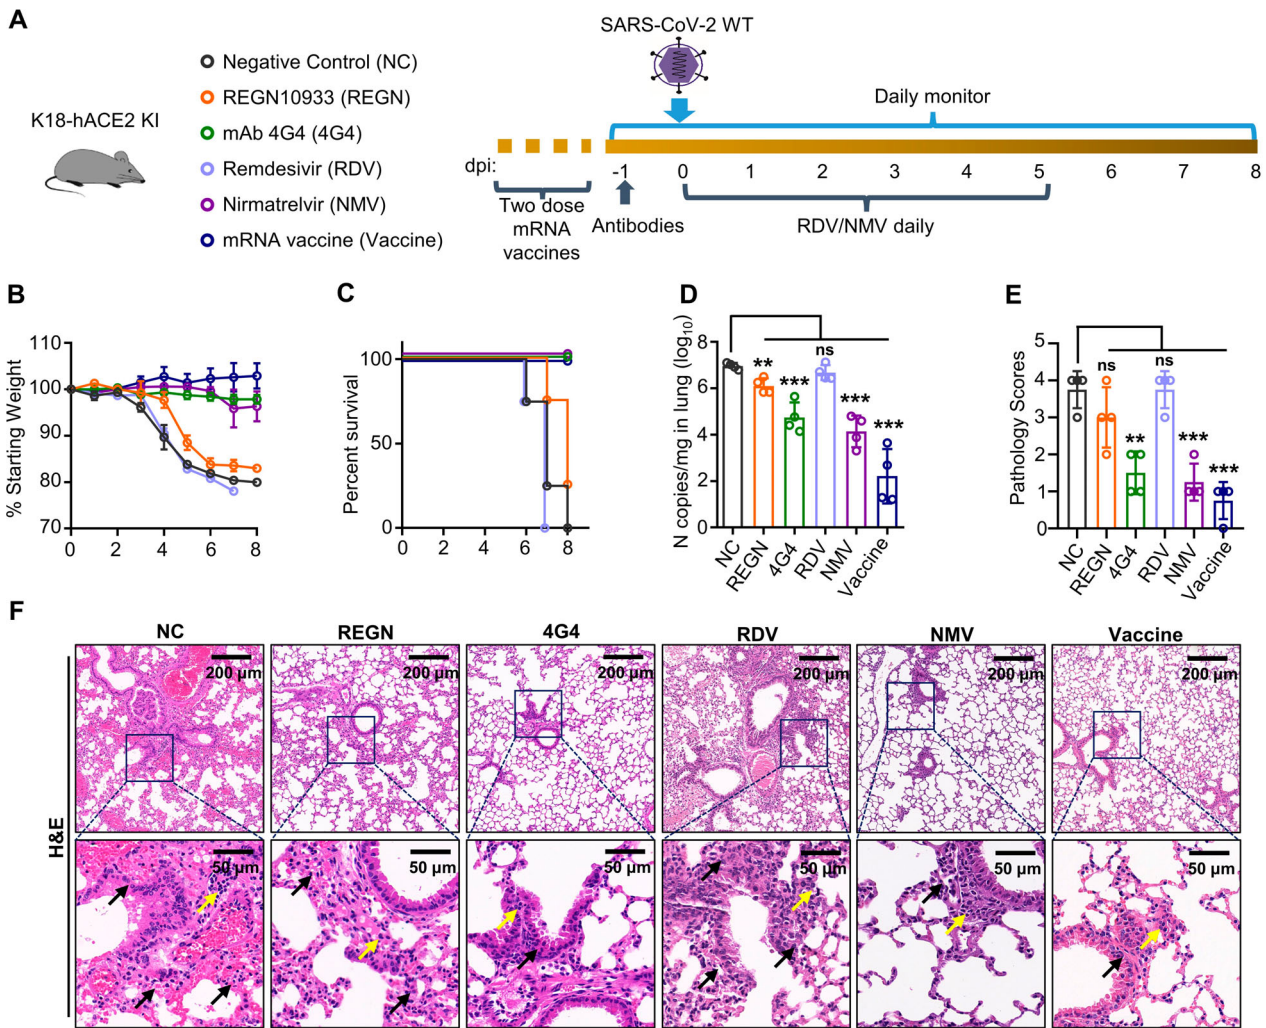 A
SARS-CoV-2 WT
K18-hACE2 KI
Negative Control (NC)
REGN10933 (REGN)
mAb 4G4 (4G4)
Remdesivir (RDV)
Nirmatrelvir (NMV)
mRNA vaccine (Vaccine)
Daily monitor
dpi:
-1 0 1 2 3 4 5 6 7 8
Two dose
mRNA
vaccines
Antibodies
RDV/NMV daily
B
% Starting Weight
110
100
90
80
70
0 2 4 6 8
C
Percent survival
100
50
0
0 2 4 6 8
D
N copies/mg in lung (log10)
8
6
4
2
0
** *** ns *** ***
NC REGN 4G4 RDV NMV Vaccine
E
Pathology Scores
5
4
3
2
1
0
ns ** ns *** ***
NC REGN 4G4 RDV NMV Vaccine
F
NC REGN 4G4 RDV NMV Vaccine
H&E
200 μm 200 μm 200 μm 200 μm 200 μm 200 μm
50 μm 50 μm 50 μm 50 μm 50 μm 50 μm